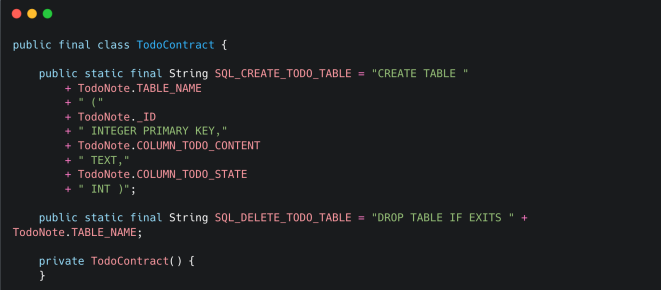 public final class TodoContract {
public static final String SQL_CREATE_TODO_TABLE = "CREATE TABLE "
+ TodoNote.TABLE_NAME
+ " ("
+ TodoNote._ID
+ " INTEGER PRIMARY KEY,"
+ TodoNote.COLUMN_TODO_CONTENT
+ " TEXT,"
+ TodoNote.COLUMN_TODO_STATE
+ " INT )";
public static final String SQL_DELETE_TODO_TABLE = "DROP TABLE IF EXITS " +
TodoNote.TABLE_NAME;
private TodoContract() {
}